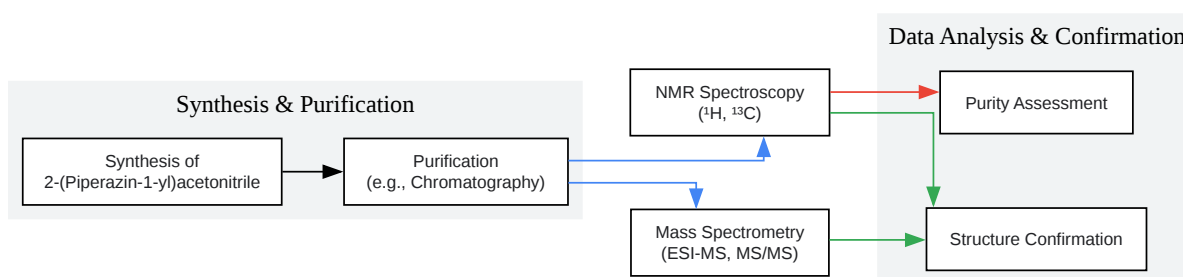 Synthesis & Purification
Synthesis of
2-(Piperazin-1-yl)acetonitrile
Purification
(e.g., Chromatography)
NMR Spectroscopy
(¹H, ¹³C)
Mass Spectrometry
(ESI-MS, MS/MS)
Data Analysis & Confirmation
Purity Assessment
Structure Confirmation